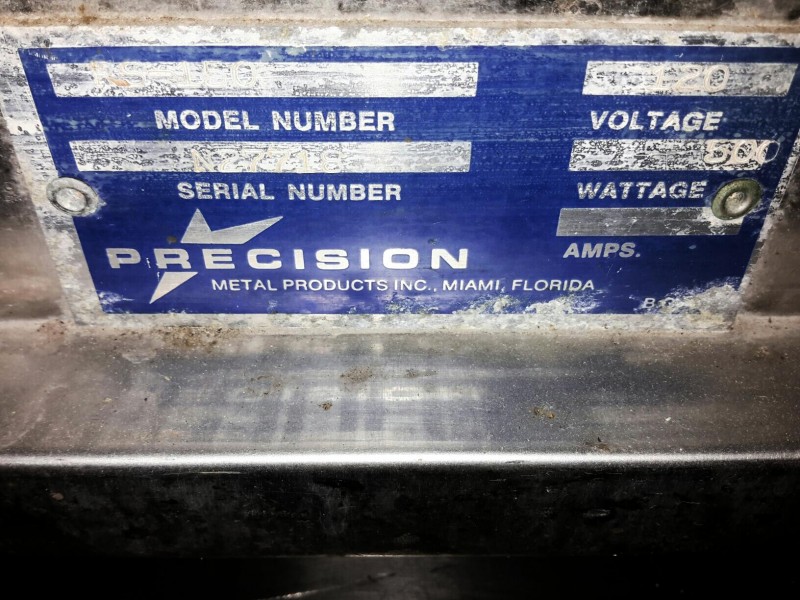 120
MODEL NUMBER VOLTAGE
500
SERIAL NUMBER WATTAGE
AMPS.
PRECISION
METAL PRODUCTS INC., MIAMI, FLORIDA